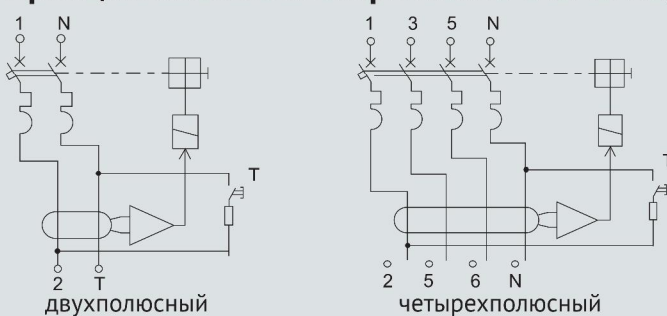 1 N 1 3 5 N
T T
2 T 2 5 6 N
двухполюсный четырехполюсный